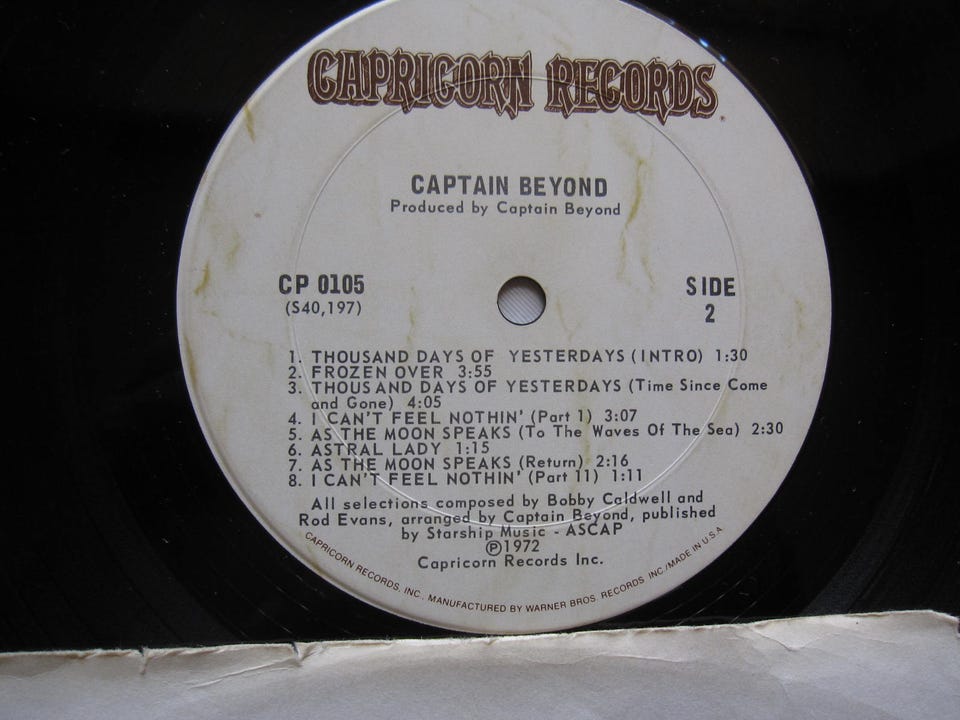 CAPRICORN RECORDS
CAPTAIN BEYOND
Produced by Captain Beyond
CP 0105
(S40,197)
SIDE
2
1. THOUSAND DAYS OF YESTERDAYS (INTRO) 1:30
2. FROZEN OVER 3:55
3. THOUSAND DAYS OF YESTERDAYS (Time Since Come
and Gone) 4:05
4. I CAN'T FEEL NOTHIN' (Part 1) 3:07
5. AS THE MOON SPEAKS (To The Waves Of The Sea) 2:30
6. ASTRAL LADY 1:15
7. AS THE MOON SPEAKS (Return) 2:16
8. I CAN'T FEEL NOTHIN' (Part 11) 1:11
All selections composed by Bobby Caldwell and
Rod Evans, arranged by Captain Beyond, published
by Starship Music - ASCAP
℗1972
Capricorn Records Inc.
CAPRICORN RECORDS, INC., MANUFACTURED BY WARNER BROS. RECORDS INC./MADE IN U.S.A.